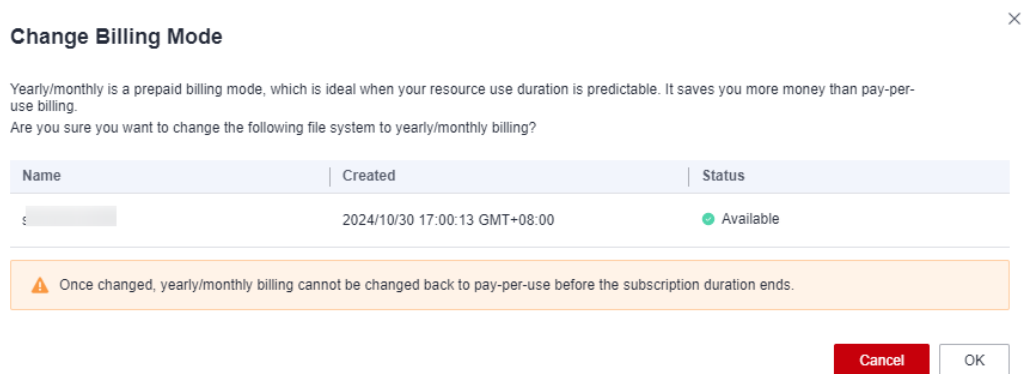 Change Billing Mode
Yearly/monthly is a prepaid billing mode, which is ideal when your resource use duration is predictable. It saves you more money than pay-per-
use billing.
Are you sure you want to change the following file system to yearly/monthly billing?
Name Created Status
2024/10/30 17:00:13 GMT+08:00 Available
Once changed, yearly/monthly billing cannot be changed back to pay-per-use before the subscription duration ends.
Cancel OK